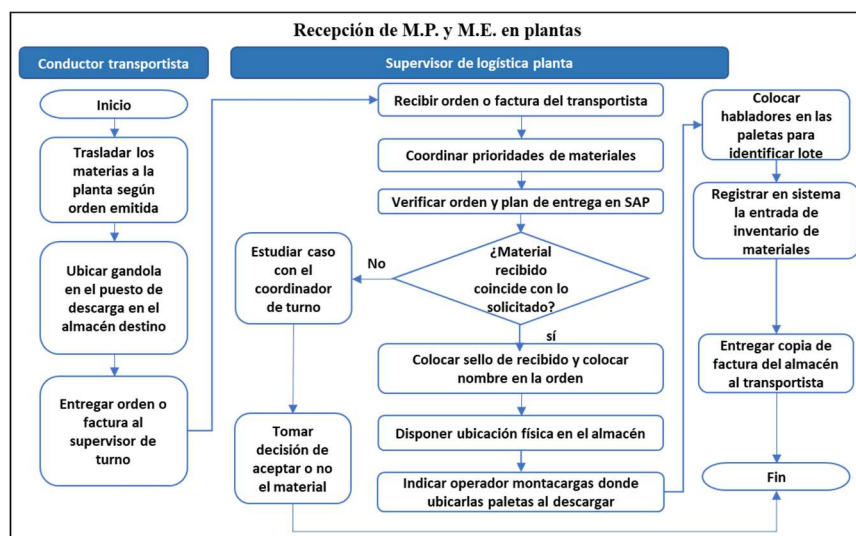 Recepción de M.P. y M.E. en plantas
Conductor transportista
Inicio
Trasladar los
materias a la
planta según
orden emitida
Ubicar gandola
en el puesto de
descarga en el
almacén destino
Entregar orden o
factura al
supervisor de
turno
Supervisor de logística planta
Recibir orden o factura del transportista
Coordinar prioridades de materiales
Verificar orden y plan de entrega en SAP
¿Material
recibido
coincide con lo
solicitado?
No
Estudiar caso
con el
coordinador
de turno
Tomar
decisión de
aceptar o no
el material
sí
Colocar sello de recibido y colocar
nombre en la orden
Disponer ubicación física en el almacén
Indicar operador montacargas donde
ubicarlas paletas al descargar
Colocar
habladores en las
paletas para
identificar lote
Registrar en sistema
la entrada de
inventario de
materiales
Entregar copia de
factura del almacén
al transportista
Fin